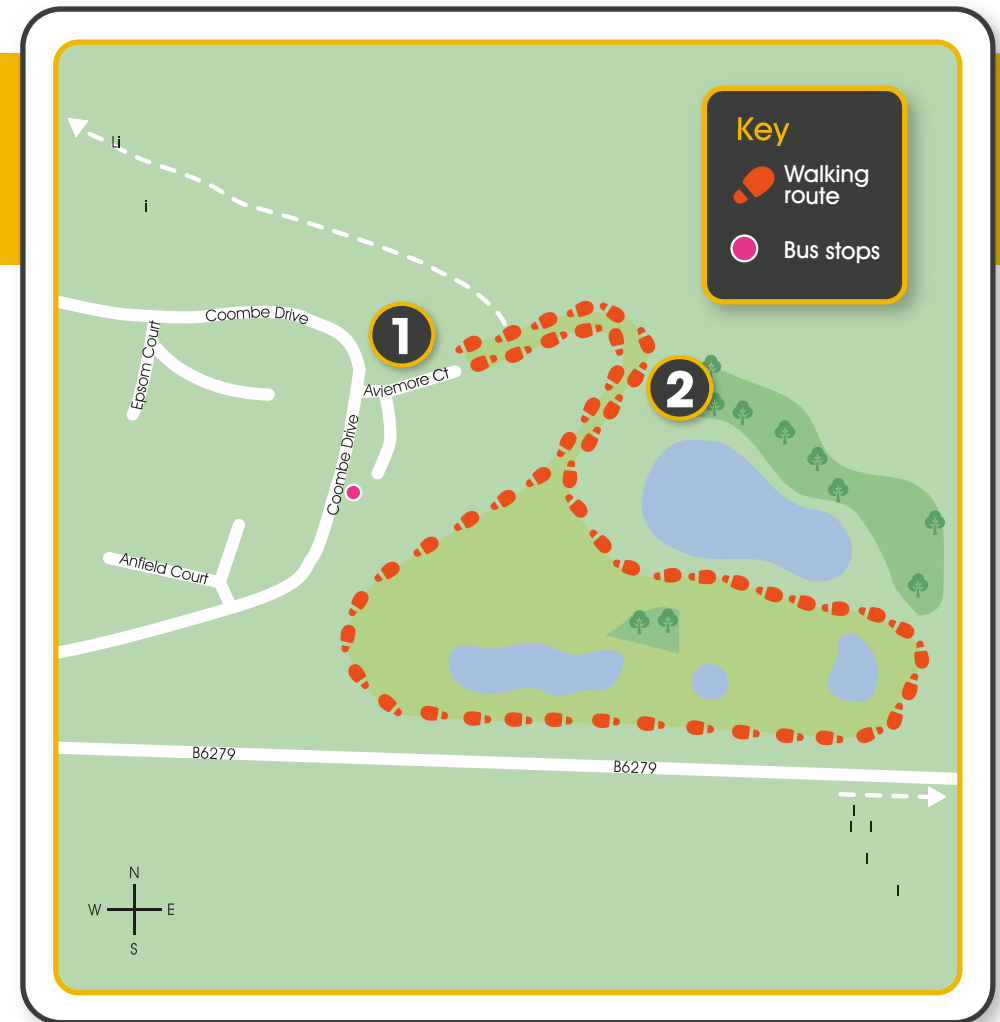 Key
Walking
route
Bus stops
Coombe Drive
1
Epsom Court
Aviemore Ct
2
Coombe Drive
Anfield Court
B6279
B6279
N
W E
S